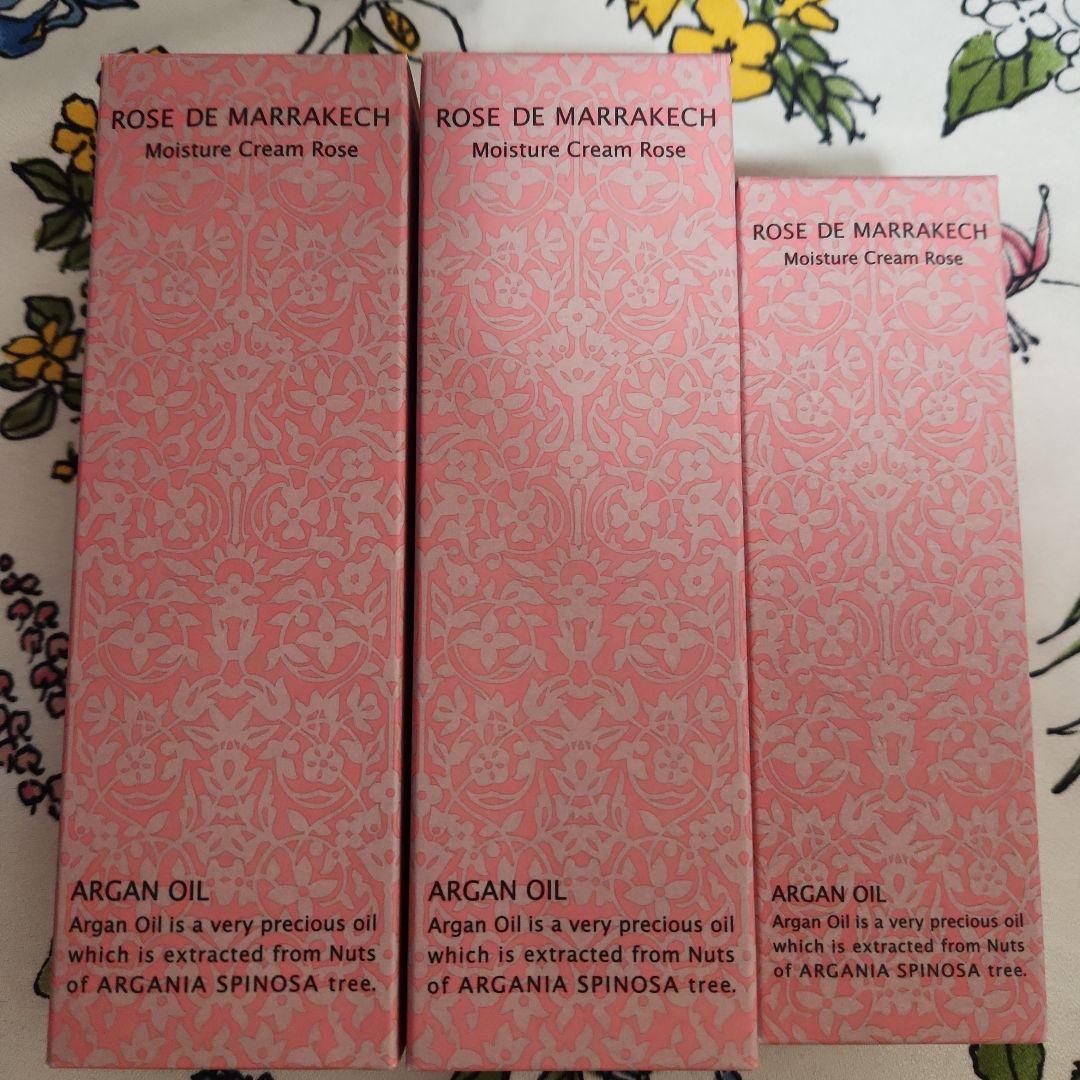 ROSE DE MARRAKECH
Moisture Cream Rose
ARGAN OIL
Argan Oil is a very precious oil
which is extracted from Nuts
of ARGANIA SPINOSA tree.
ROSE DE MARRAKECH
Moisture Cream Rose
ARGAN OIL
Argan Oil is a very precious oil
which is extracted from Nuts
of ARGANIA SPINOSA tree.
ROSE DE MARRAKECH
Moisture Cream Rose
ARGAN OIL
Argan Oil is a very precious oil
which is extracted from Nuts
of ARGANIA SPINOSA tree.